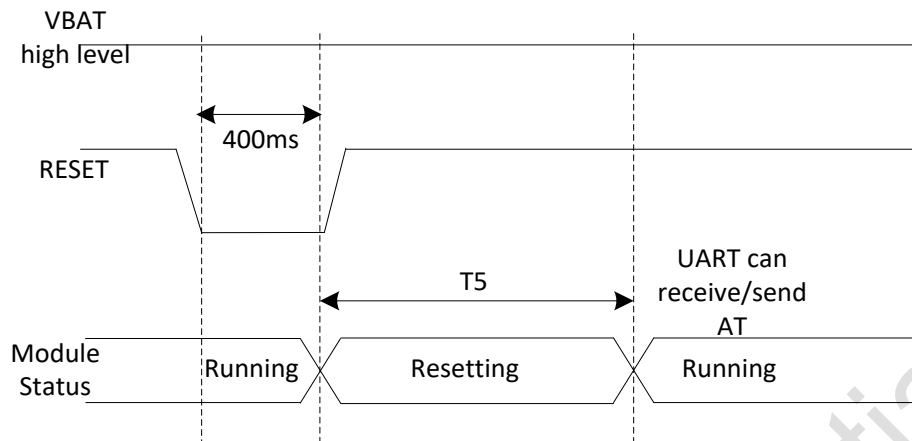 VBAT
high level
400ms
RESET
T5
UART can
receive/send
AT
Module
Status
Running
Resetting
Running